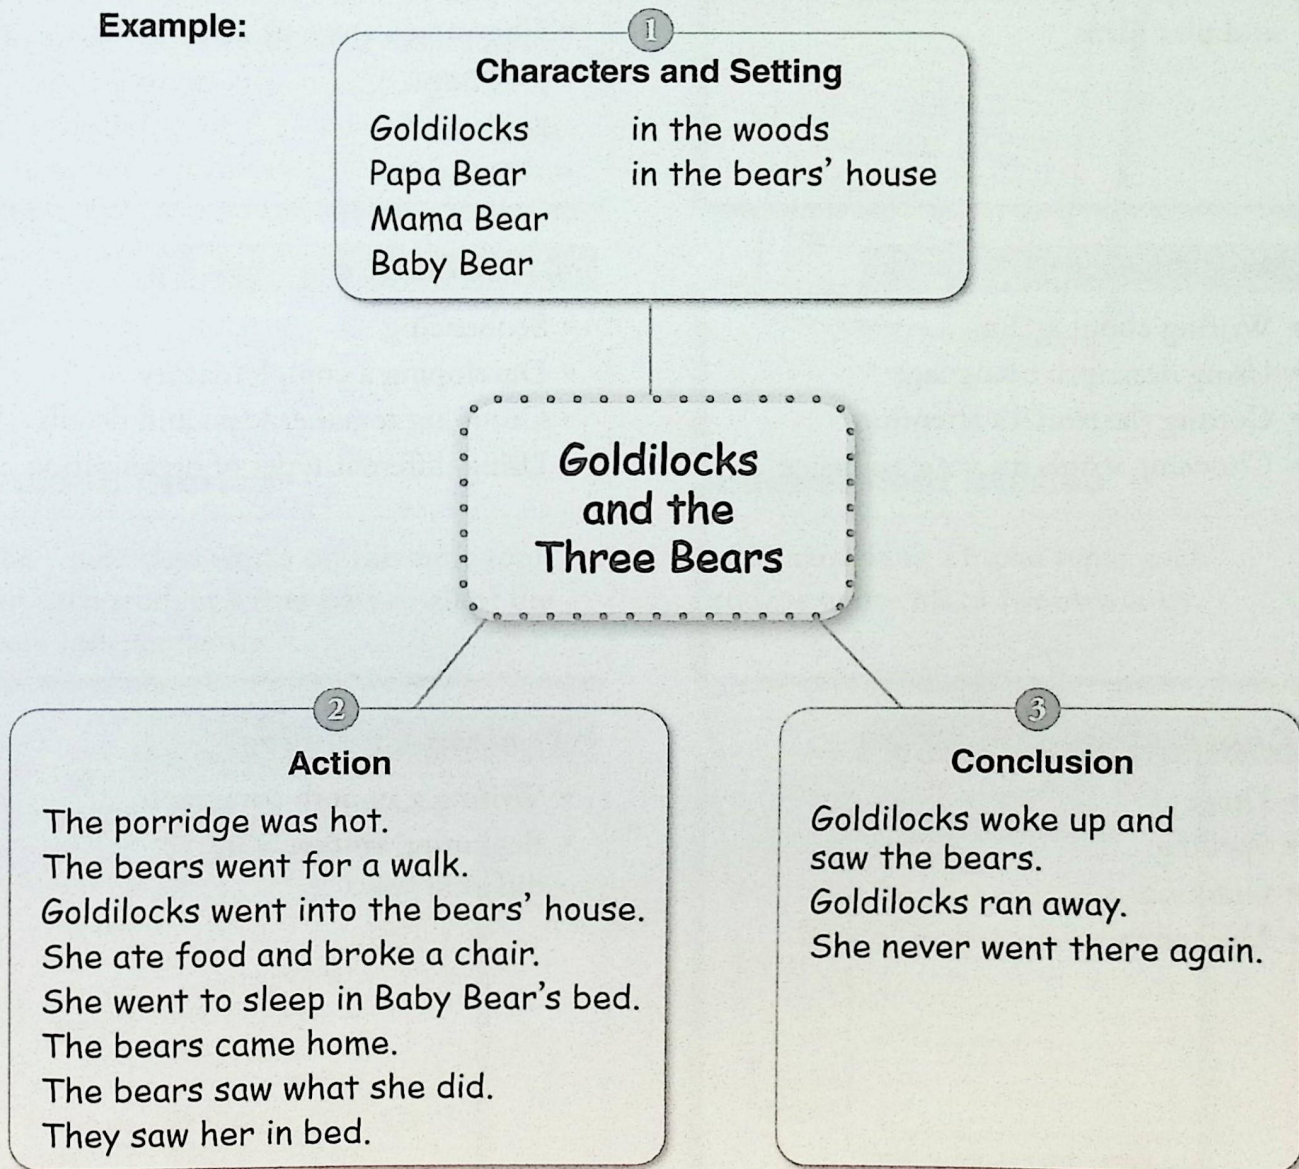 Example:
1
Characters and Setting
Goldilocks in the woods
Papa Bear in the bears' house
Mama Bear
Baby Bear
Goldilocks
and the
Three Bears
2
Action
The porridge was hot.
The bears went for a walk.
Goldilocks went into the bears' house.
She ate food and broke a chair.
She went to sleep in Baby Bear's bed.
The bears came home.
The bears saw what she did.
They saw her in bed.
3
Conclusion
Goldilocks woke up and
saw the bears.
Goldilocks ran away.
She never went there again.